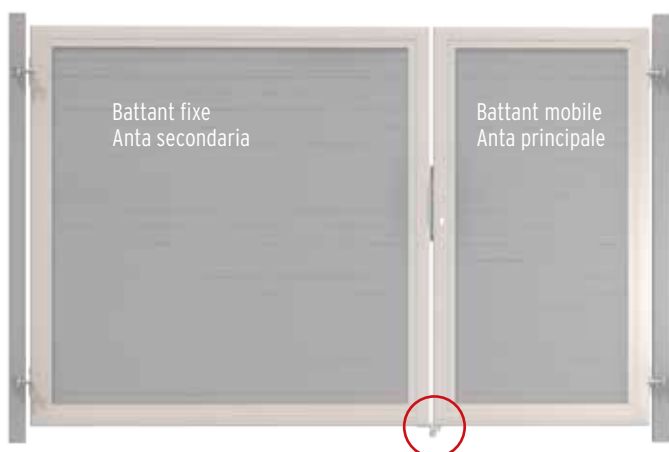 Battant fixe
Anta secondaria
Battant mobile
Anta principale